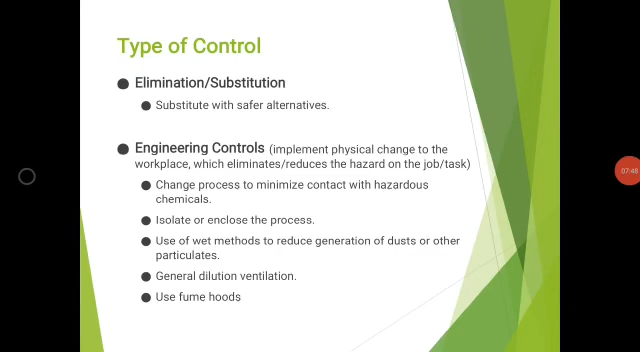 Type of Control
Elimination/Substitution
Substitute with safer alternatives.
Engineering Controls (implement physical change to the
workplace, which eliminates/reduces the hazard on the job/task)
Change process to minimize contact with hazardous
chemicals.
Isolate or enclose the process.
Use of wet methods to reduce generation of dusts or other
particulates.
General dilution ventilation.
Use fume hoods
07:48